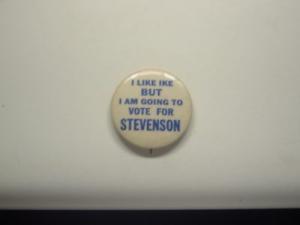 I LIKE IKE
BUT
I AM GOING TO
VOTE FOR
STEVENSON